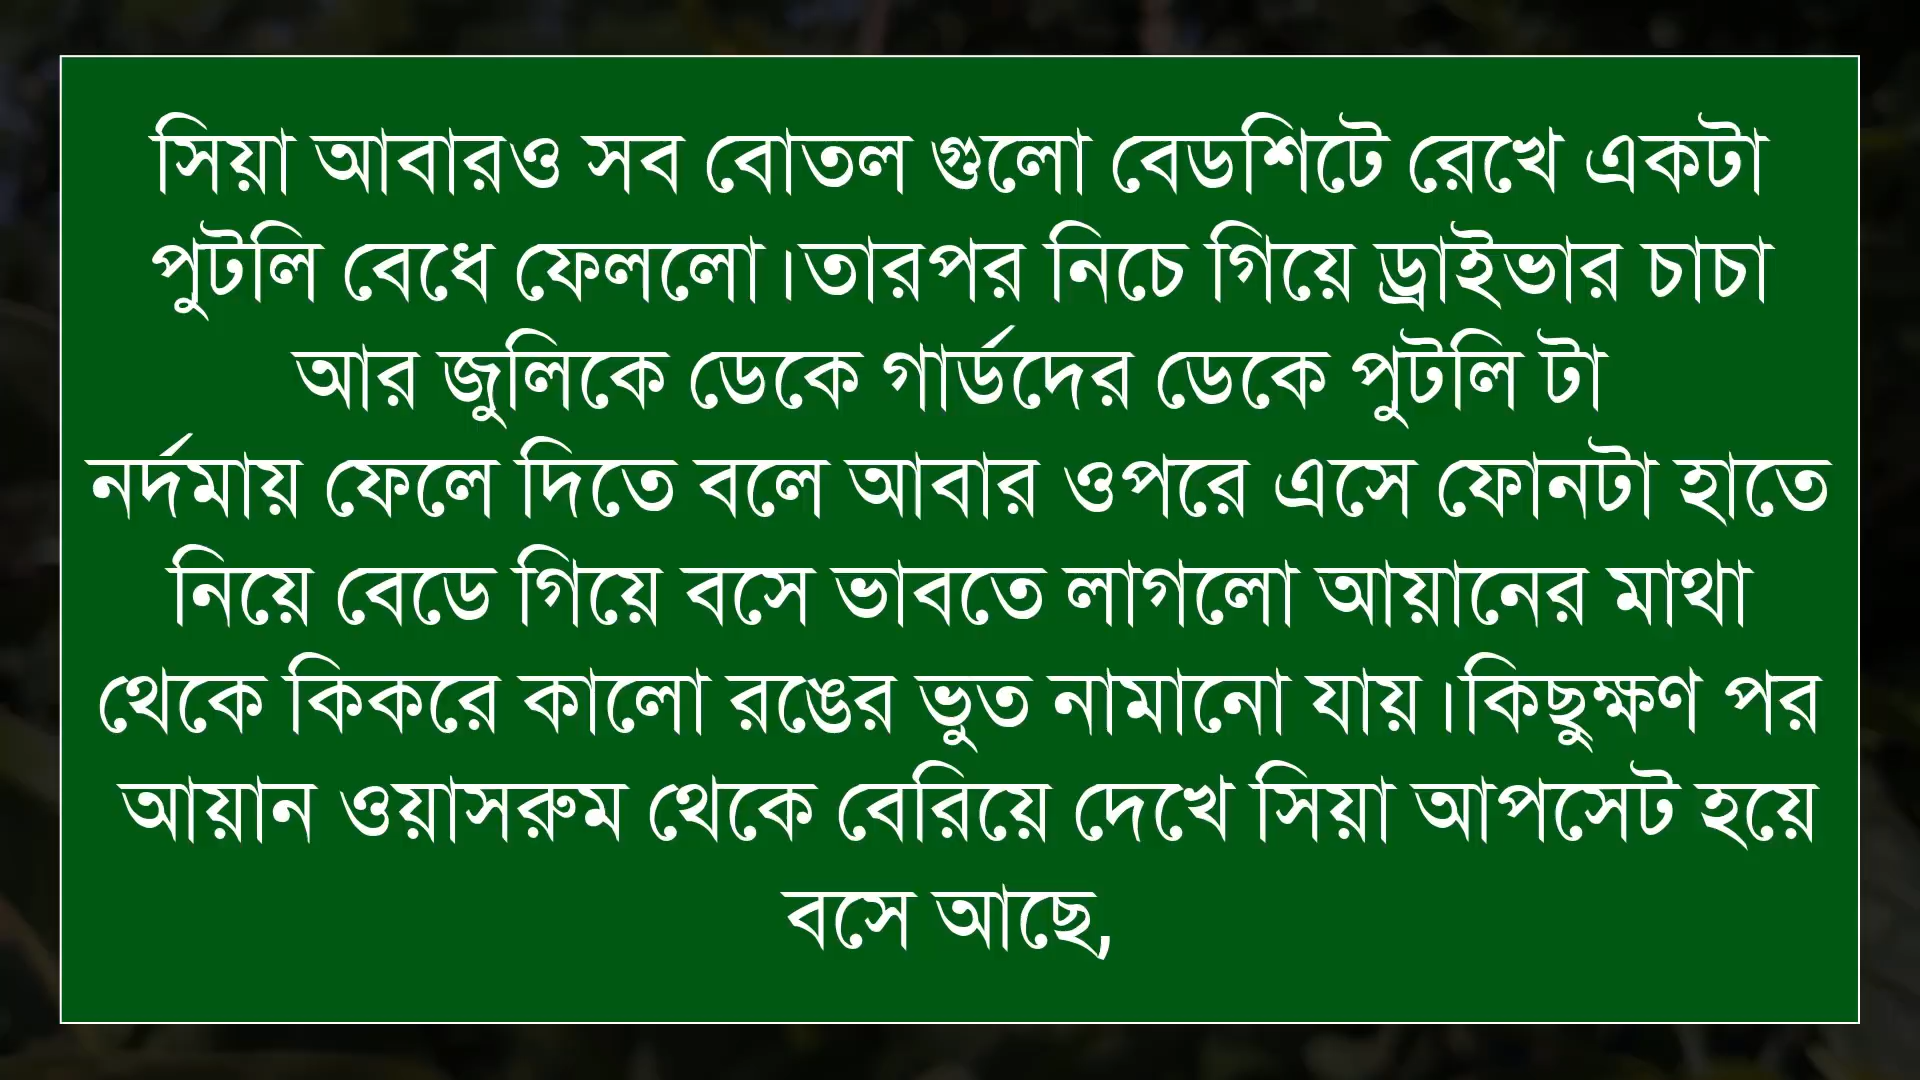 সিয়া আবারও সব বোতল গুলো বেডশিটে রেখে একটা
পুটলি বেধে ফেললো।তারপর নিচে গিয়ে ড্রাইভার চাচা
আর জুলিকে ডেকে গার্ডদের ডেকে পুটলি টা
নর্দমায় ফেলে দিতে বলে আবার ওপরে এসে ফোনটা হাতে
নিয়ে বেডে গিয়ে বসে ভাবতে লাগলো আয়ানের মাথা
থেকে কিকরে কালো রঙের ভুত নামানো যায়।কিছুক্ষণ পর
আয়ান ওয়াসরুম থেকে বেরিয়ে দেখে সিয়া আপসেট হয়ে
বসে আছে,